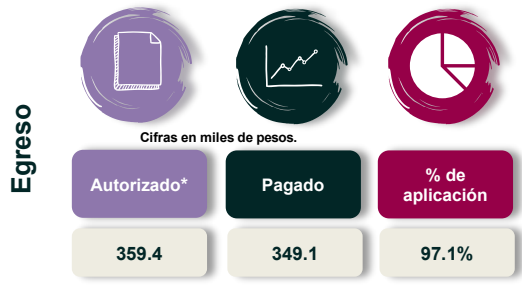 Egreso
Cifras en miles de pesos.
Autorizado*
Pagado
% de
aplicación
359.4
349.1
97.1%